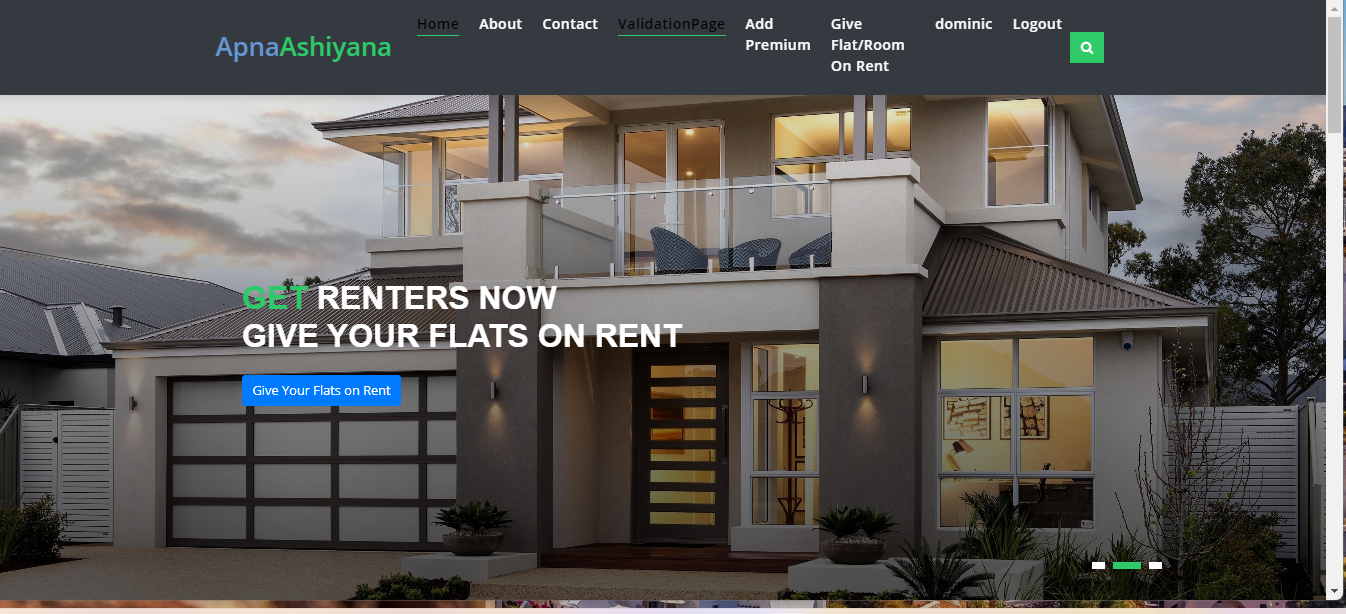 ApnaAshiyana
Home
About
Contact
ValidationPage
Add
Premium
Give
Flat/Room
On Rent
dominic
Logout
GET RENTERS NOW
GIVE YOUR FLATS ON RENT
Give Your Flats on Rent